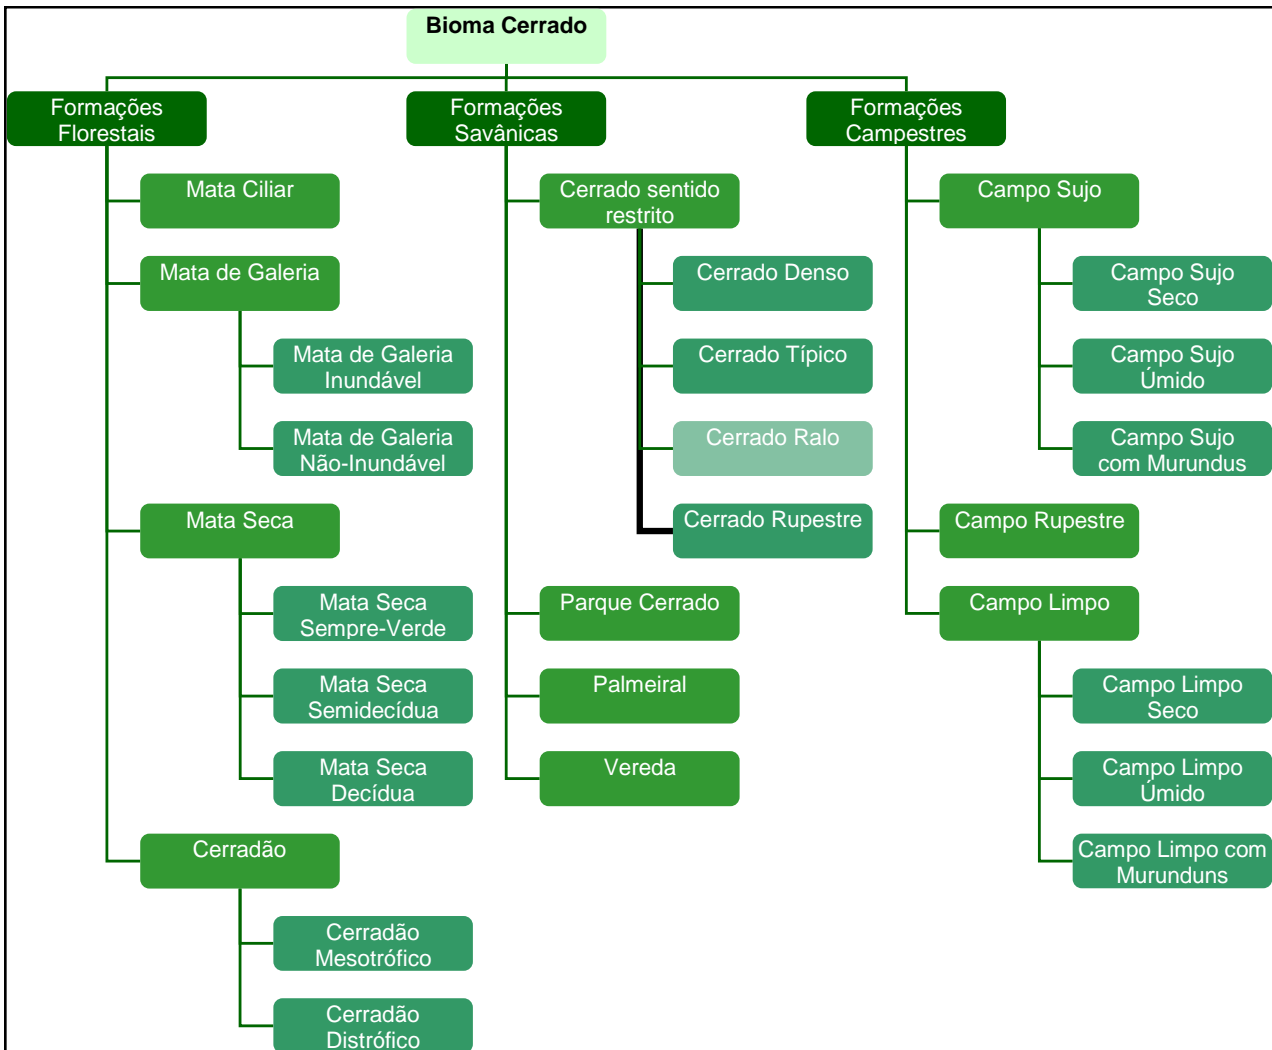 Bioma Cerrado
Formações
Florestais
Mata Ciliar
Mata de Galeria
Mata de Galeria
Inundável
Mata de Galeria
Não-Inundável
Mata Seca
Mata Seca
Sempre-Verde
Mata Seca
Semidecídua
Mata Seca
Decídua
Cerradão
Cerradão
Mesotrófico
Cerradão
Distrófico
Formações
Savânicas
Cerrado sentido
restrito
Cerrado Denso
Cerrado Típico
Cerrado Ralo
Cerrado Rupestre
Parque Cerrado
Palmeiral
Vereda
Formações
Campestres
Campo Sujo
Campo Sujo
Seco
Campo Sujo
Úmido
Campo Sujo
com Murundus
Campo Rupestre
Campo Limpo
Campo Limpo
Seco
Campo Limpo
Úmido
Campo Limpo com
Murunduns